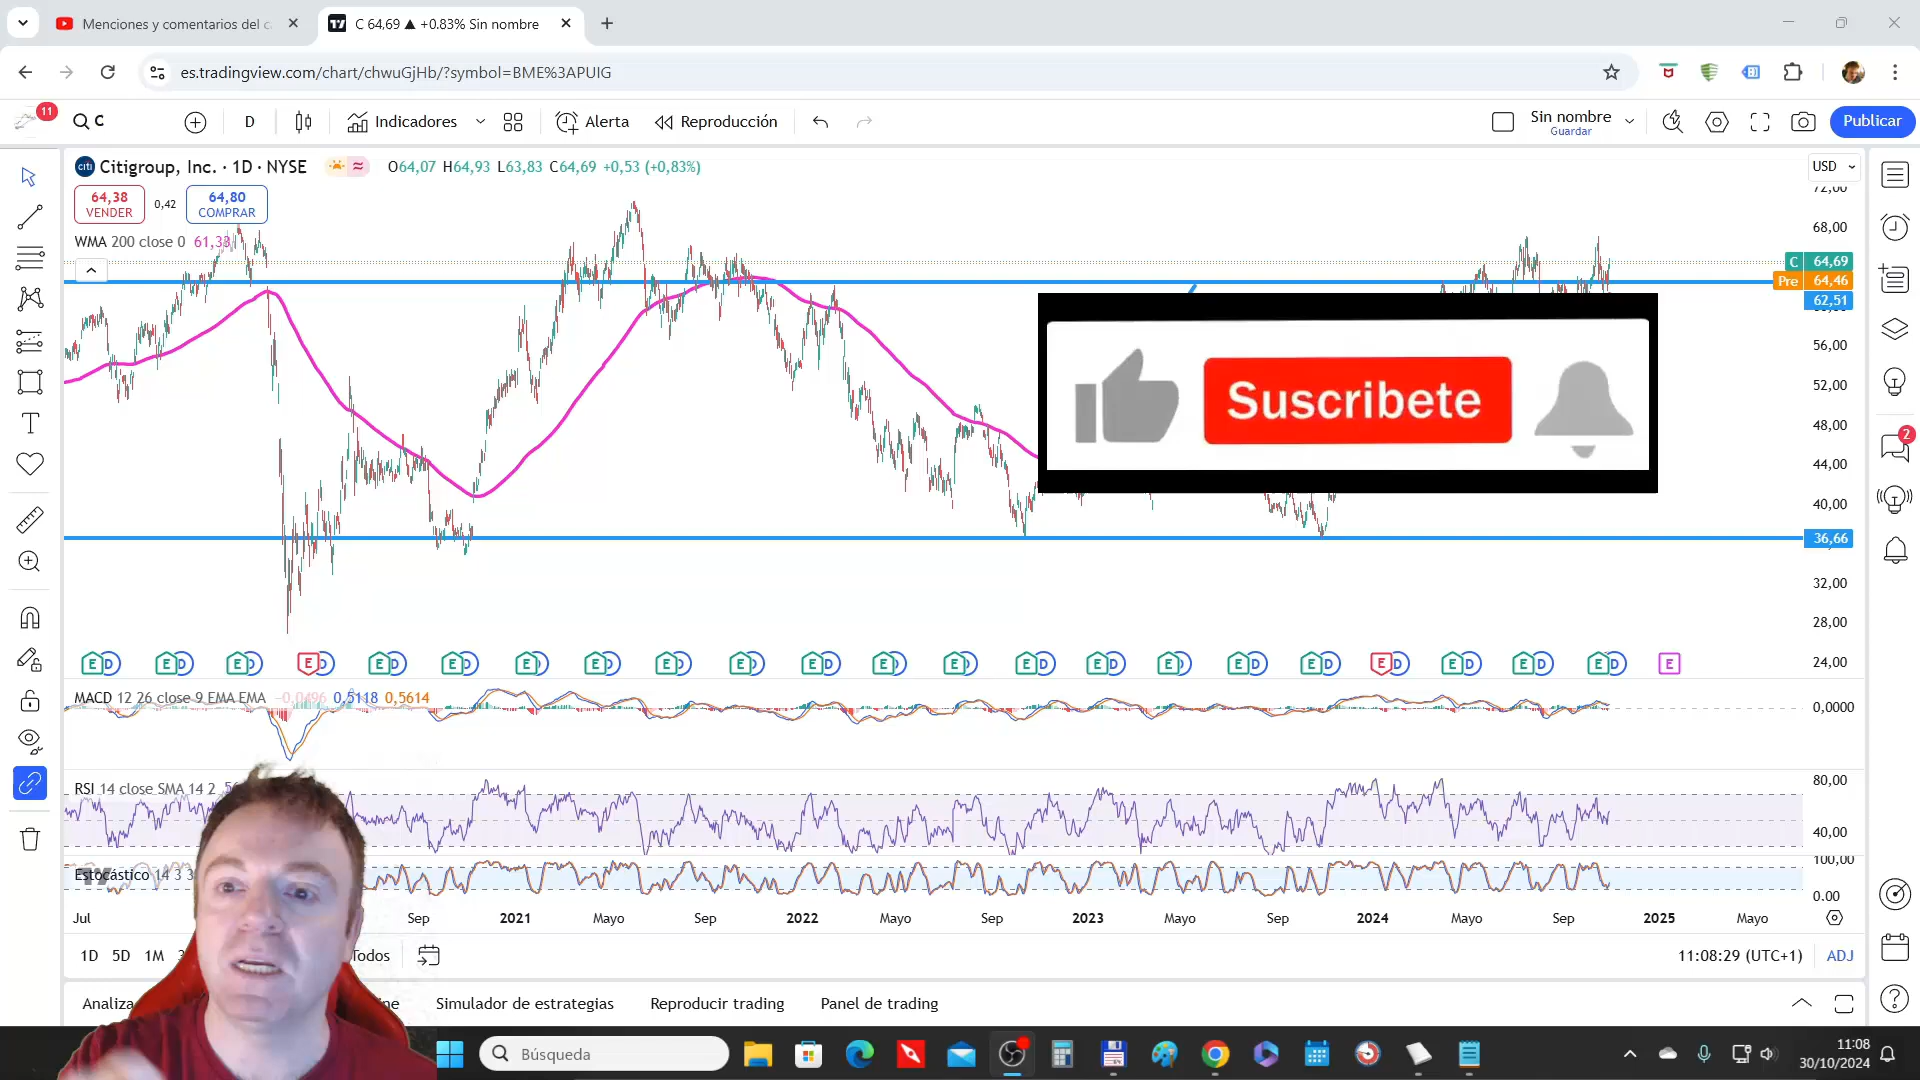 Menciones y comentarios del c
C 64,69 ▲ +0.83% Sin nombre
es.tradingview.com/chart/chwuGjHb/?symbol=BME%3APUIG
11
C
D
Indicadores
Alerta
Reproducción
Sin nombre
Guardar
Publicar
citi
Citigroup, Inc. · 1D · NYSE
O64,07 H64,93 L63,83 C64,69 +0,53 (+0,83%)
USD
64,38
VENDER
0,42
64,80
COMPRAR
WMA 200 close 0 61,33
72,00
68,00
C 64,69
Pre 64,46
62,51
56,00
52,00
48,00
44,00
40,00
36,66
32,00
28,00
24,00
Suscribete
2
E D E D E D E D E D E D E E D E D E D E D E D E D E D E D E E D E D E D E D E D E D E D E
MACD 12 26 close 9 EMA EMA −0,0496 0,5118 0,5614
0,0000
RSI 14 close SMA 14 2
80,00
40,00
Estocástico 14 3 3
100,00
0.00
Jul
Sep
2021
Mayo
Sep
2022
Mayo
Sep
2023
Mayo
Sep
2024
Mayo
Sep
2025
Mayo
1D 5D 1M
Todos
11:08:29 (UTC+1)
ADJ
Analiza
ne
Simulador de estrategias
Reproducir trading
Panel de trading
Búsqueda
11:08
30/10/2024